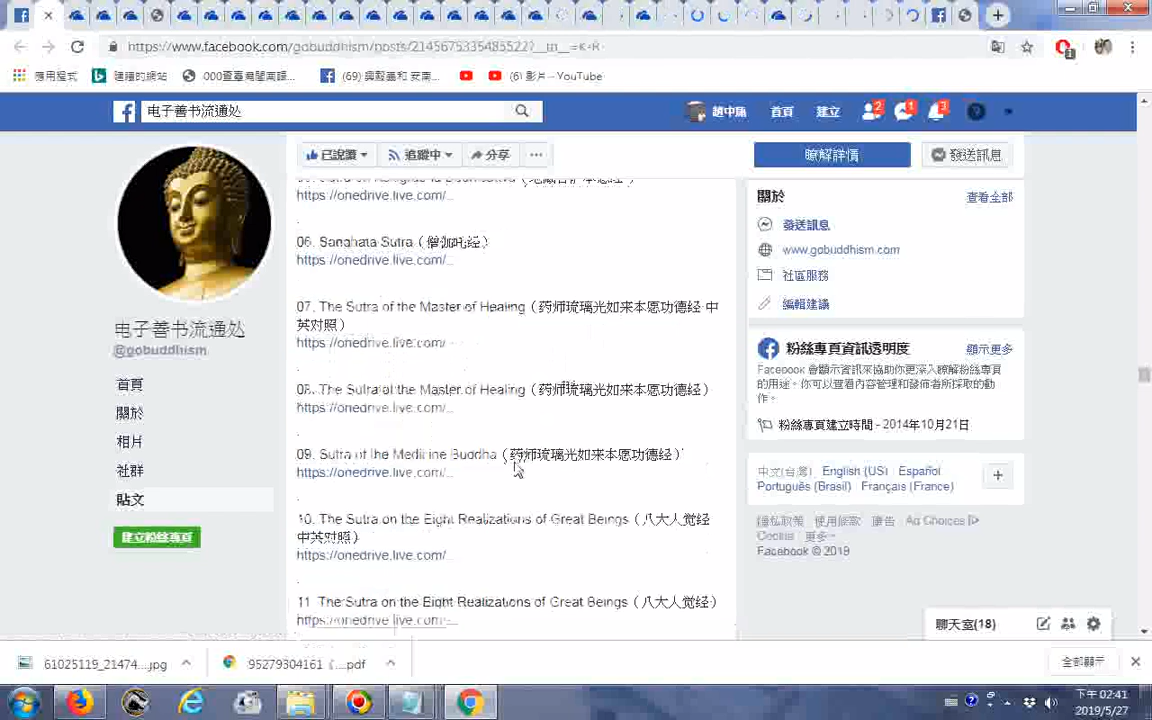 https://www.facebook.com/gobuddhism/posts/2145675335485522?__tn__=K-R
應用程式
建議的網站
(6) 影片 - YouTube
电子善书流通处
趙中瑀 首頁 建立 2 1 3
已說讚 追蹤中 分享 ...
瞭解詳情 發送訊息
https://onedrive.live.com/...
.
06. Sanghata Sutra（僧伽吒经）
https://onedrive.live.com/...
07. The Sutra of the Master of Healing（药师琉璃光如来本愿功德经-中
英对照）
https://onedrive.live.com/...
.
08. The Sutra of the Master of Healing（药师琉璃光如来本愿功德经）
https://onedrive.live.com/...
.
09. Sutra of the Medicine Buddha（药师琉璃光如来本愿功德经）
https://onedrive.live.com/...
.
10. The Sutra on the Eight Realizations of Great Beings（八大人觉经
中英对照）
https://onedrive.live.com/...
.
11. The Sutra on the Eight Realizations of Great Beings（八大人觉经）
https://onedrive.live.com/...
电子善书流通处
@gobuddhism
首頁
關於
相片
社群
貼文
建立粉絲專頁
關於 查看全部
發送訊息
www.gobuddhism.com
社區服務
編輯建議
粉絲專頁資訊透明度 顯示更多
Facebook 會顯示資訊來協助你更深入瞭解粉絲專頁
的用途。你可以查看內容管理和發佈者所採取的動
作。
粉絲專頁建立時間 - 2014年10月21日
中文(台灣) English (US) Español
Português (Brasil) Français (France)
隱私政策 使用條款 廣告 Ad Choices
Cookie 更多
Facebook © 2019
聊天室(18)
61025119_21474....jpg
95279304161（....pdf
全部顯示
下午 02:41
2019/5/27